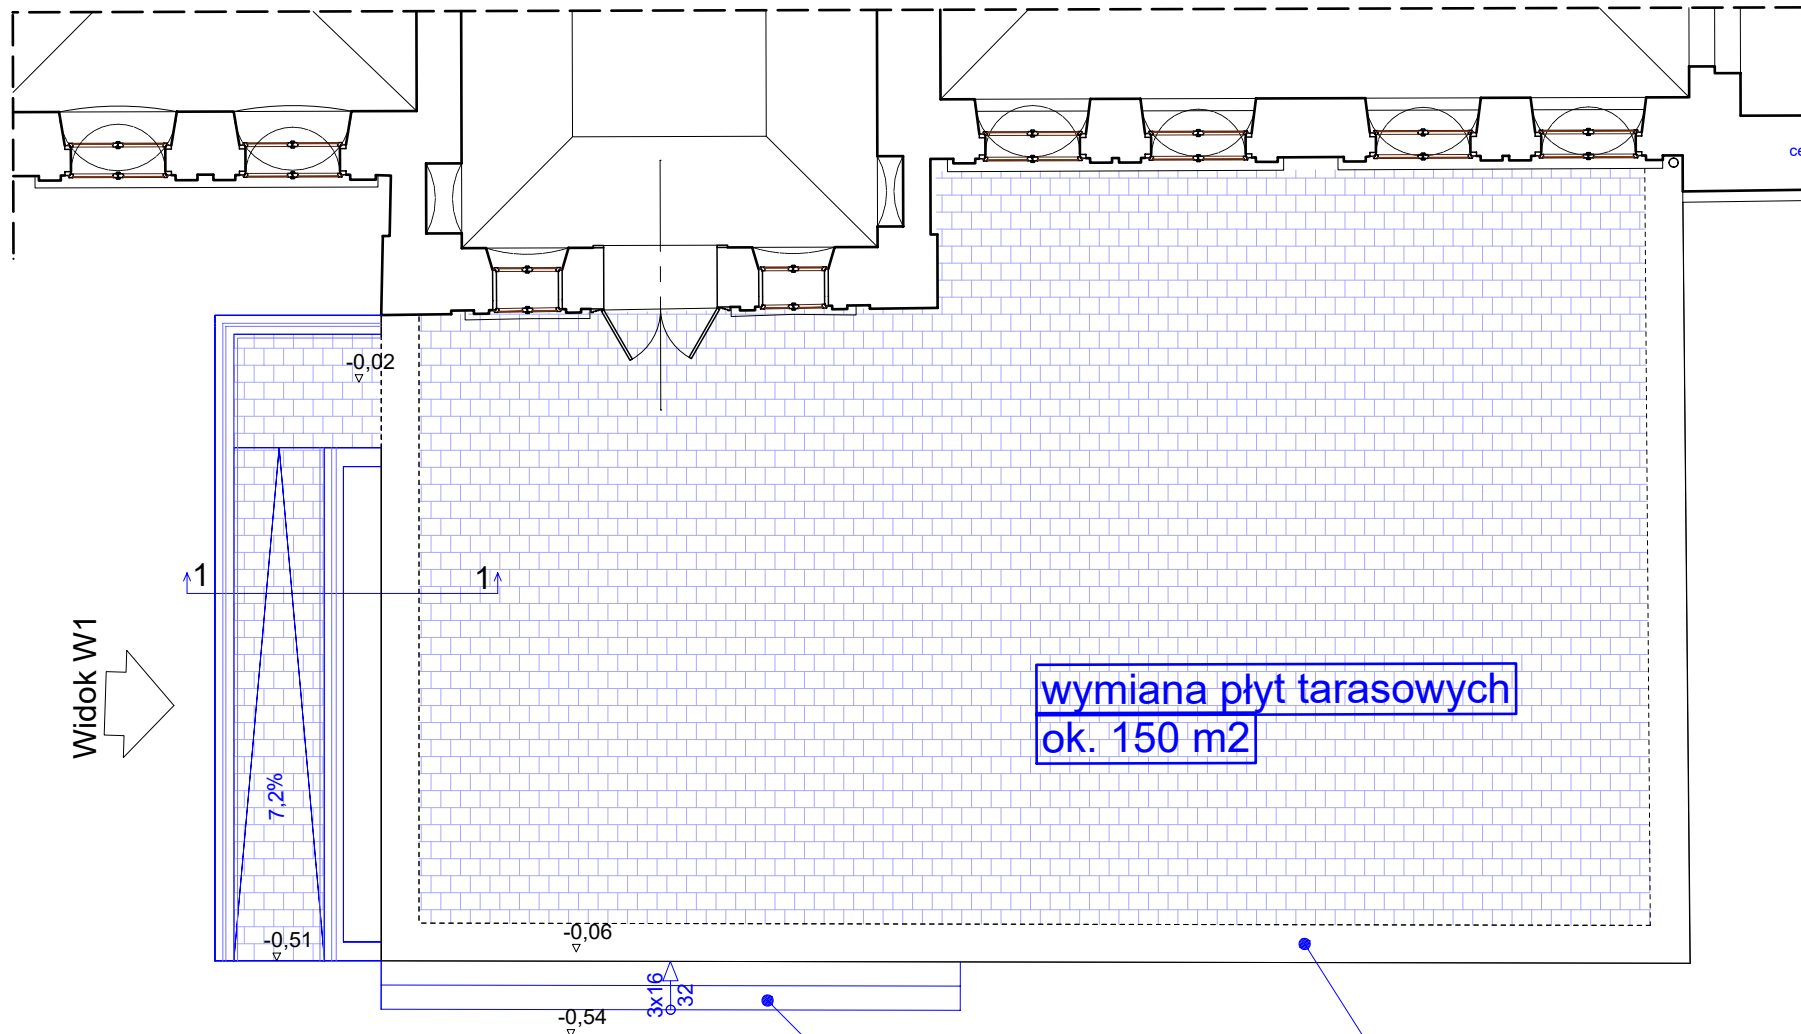 ce
-0,02
1
1
Widok W1
wymiana płyt tarasowych
ok. 150 m2
7,2%
-0,51
-0,06
3x16
32
-0,54